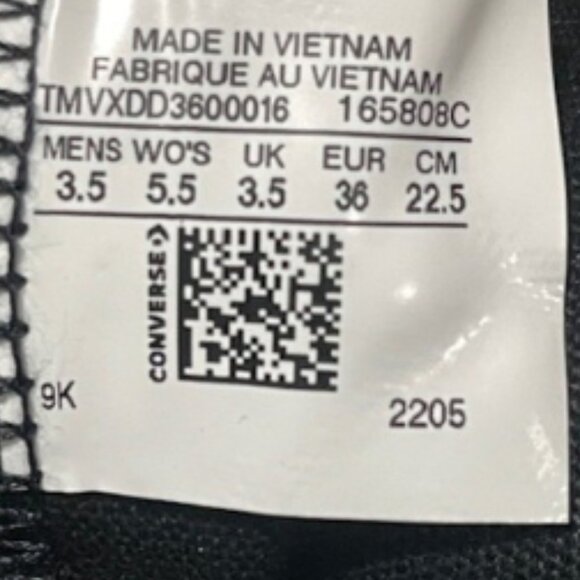 MADE IN VIETNAM
FABRIQUE AU VIETNAM
TMVXDD3600016 165808C
MENS WO'S UK EUR CM
3.5 5.5 3.5 36 22.5
CONVERSE
9K 2205